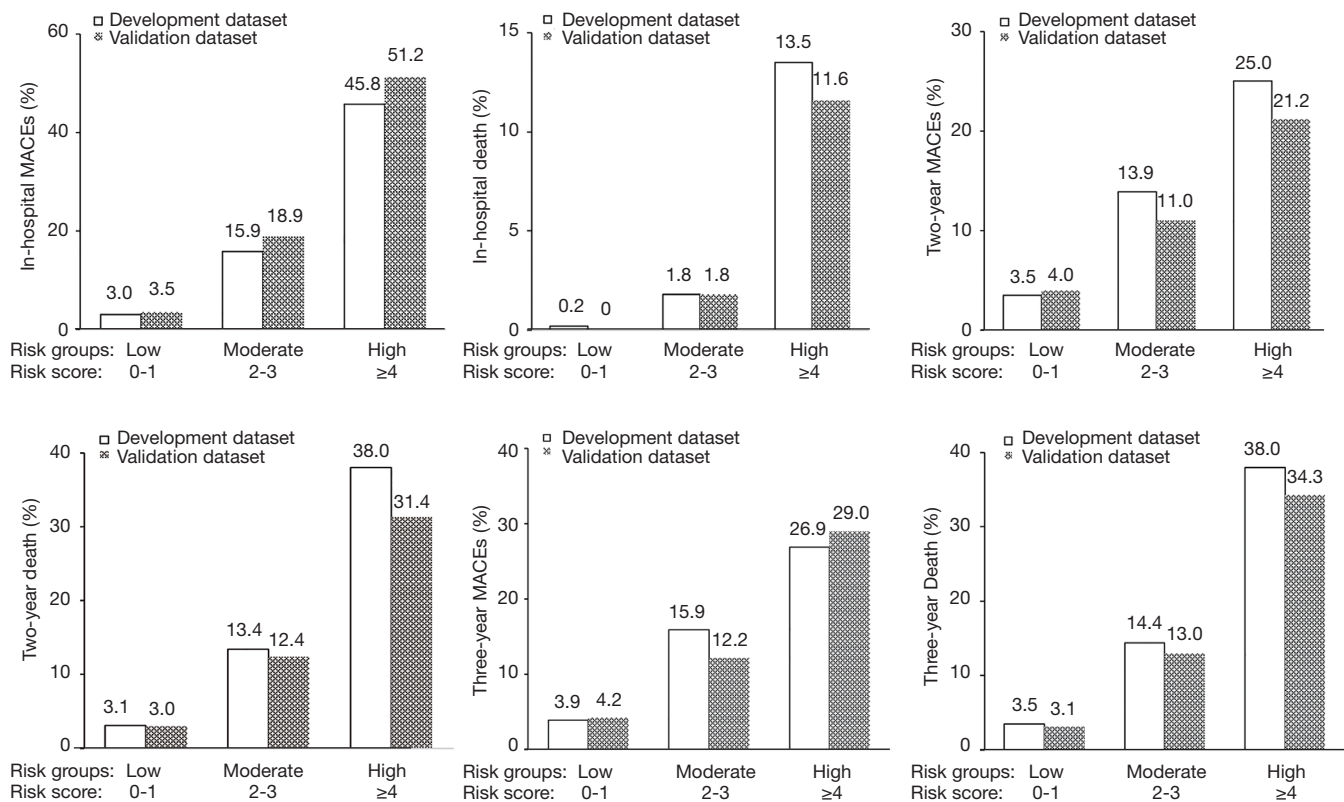 In-hospital MACEs (%)
Development dataset
Validation dataset
60
40
20
0
3.0 3.5
15.9 18.9
45.8 51.2
Risk groups: Low Moderate High
Risk score: 0-1 2-3 ≥4
In-hospital death (%)
Development dataset
Validation dataset
15
10
5
0
0.2 0
1.8 1.8
13.5 11.6
Risk groups: Low Moderate High
Risk score: 0-1 2-3 ≥4
Two-year MACEs (%)
Development dataset
Validation dataset
30
20
10
0
3.5 4.0
13.9 11.0
25.0 21.2
Risk groups: Low Moderate High
Risk score: 0-1 2-3 ≥4
Two-year death (%)
Development dataset
Validation dataset
40
30
20
10
0
3.1 3.0
13.4 12.4
38.0 31.4
Risk groups: Low Moderate High
Risk score: 0-1 2-3 ≥4
Three-year MACEs (%)
Development dataset
Validation dataset
40
30
20
10
0
3.9 4.2
15.9 12.2
26.9 29.0
Risk groups: Low Moderate High
Risk score: 0-1 2-3 ≥4
Three-year Death (%)
Development dataset
Validation dataset
40
30
20
10
0
3.5 3.1
14.4 13.0
38.0 34.3
Risk groups: Low Moderate High
Risk score: 0-1 2-3 ≥4